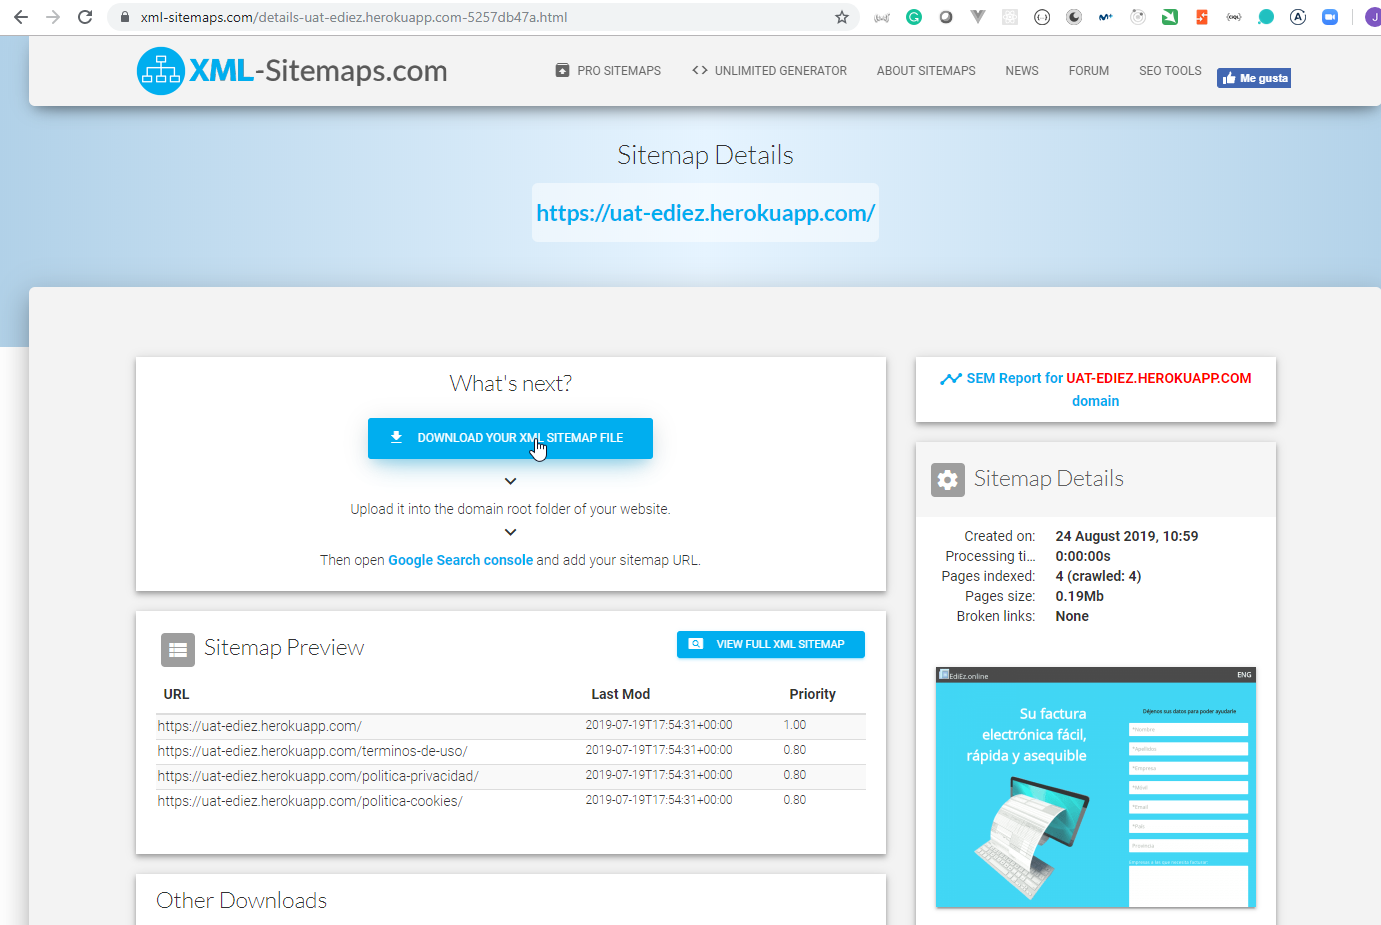 xml-sitemaps.com/details-uat-ediez.herokuapp.com-5257db47a.html
XML-Sitemaps.com
PRO SITEMAPS
UNLIMITED GENERATOR
ABOUT SITEMAPS
NEWS
FORUM
SEO TOOLS
Me gusta
Sitemap Details
https://uat-ediez.herokuapp.com/
What's next?
DOWNLOAD YOUR XML SITEMAP FILE
Upload it into the domain root folder of your website.
Then open Google Search console and add your sitemap URL.
SEM Report for UAT-EDIEZ.HEROKUAPP.COM
domain
Sitemap Details
Created on: 24 August 2019, 10:59
Processing ti... 0:00:00s
Pages indexed: 4 (crawled: 4)
Pages size: 0.19Mb
Broken links: None
Sitemap Preview
VIEW FULL XML SITEMAP
URL Last Mod Priority
https://uat-ediez.herokuapp.com/ 2019-07-19T17:54:31+00:00 1.00
https://uat-ediez.herokuapp.com/terminos-de-uso/ 2019-07-19T17:54:31+00:00 0.80
https://uat-ediez.herokuapp.com/politica-privacidad/ 2019-07-19T17:54:31+00:00 0.80
https://uat-ediez.herokuapp.com/politica-cookies/ 2019-07-19T17:54:31+00:00 0.80
EdiEz.online
ENG
Su factura
electrónica fácil,
rápida y asequible
Déjenos sus datos para poder ayudarle
*Nombre
*Apellidos
*Empresa
*Móvil
*Email
*País
Provincia
Other Downloads